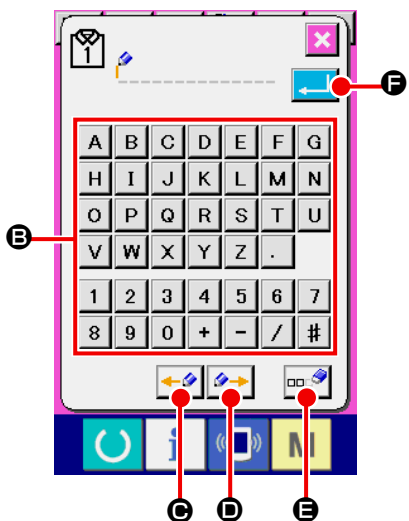 1
F
A B C D E F G
H I J K L M N
O P Q R S T U
B
V W X Y Z .
1 2 3 4 5 6 7
8 9 0 + - / #
i M
C D E